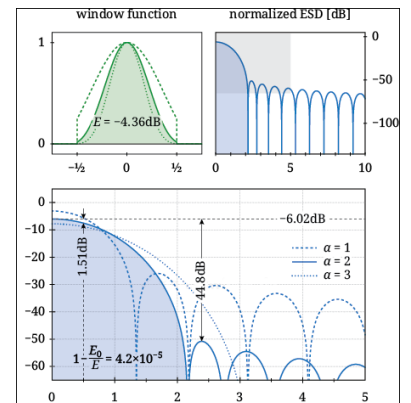 window function
normalized ESD [dB]
1
0
E = −4.36dB
−½ 0 ½
0
−50
−100
0 5 10
0
−10
−20
−30
−40
−50
−60
−6.02dB
1.51dB
44.8dB
α = 1
α = 2
α = 3
1−E₀/E = 4.2×10⁻⁵
0 1 2 3 4 5